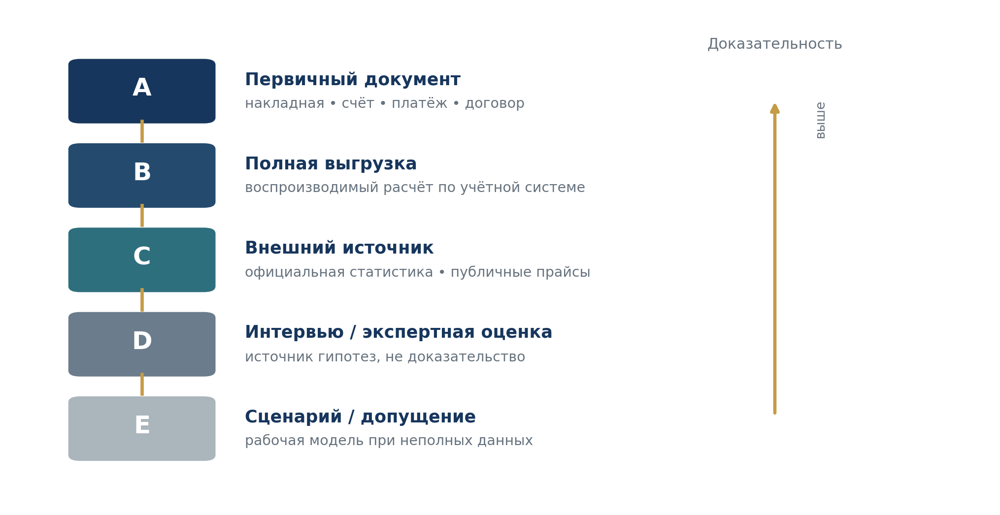 Доказательность
A
Первичный документ
накладная • счёт • платёж • договор
выше
B
Полная выгрузка
воспроизводимый расчёт по учётной системе
C
Внешний источник
официальная статистика • публичные прайсы
D
Интервью / экспертная оценка
источник гипотез, не доказательство
E
Сценарий / допущение
рабочая модель при неполных данных